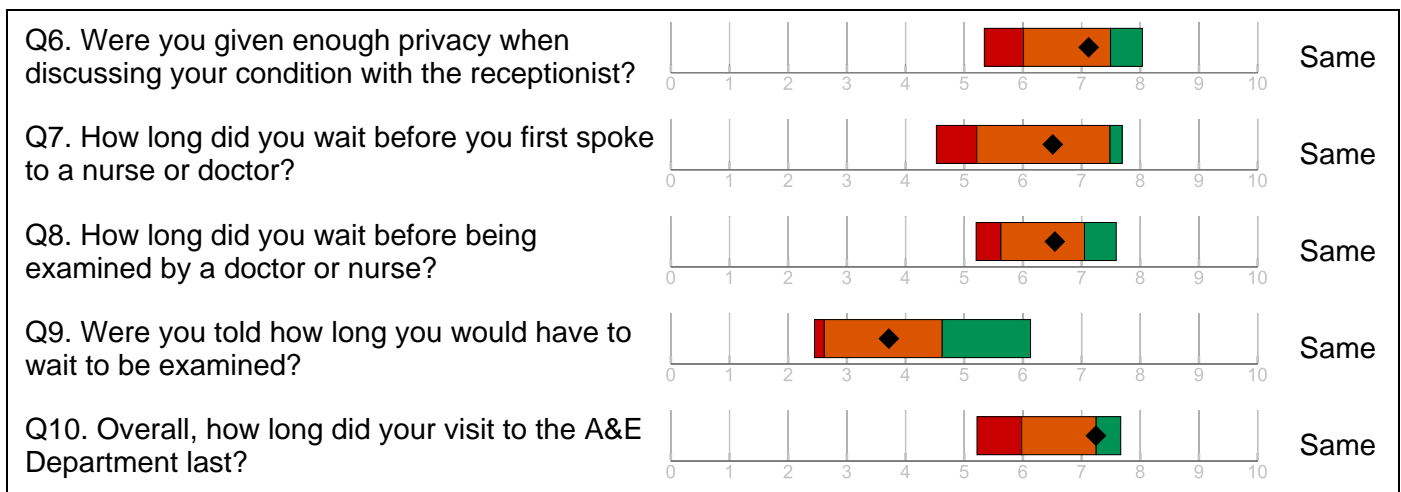 Q6. Were you given enough privacy when
discussing your condition with the receptionist?
Same
0 1 2 3 4 5 6 7 8 9 10
Q7. How long did you wait before you first spoke
to a nurse or doctor?
Same
0 1 2 3 4 5 6 7 8 9 10
Q8. How long did you wait before being
examined by a doctor or nurse?
Same
0 1 2 3 4 5 6 7 8 9 10
Q9. Were you told how long you would have to
wait to be examined?
Same
0 1 2 3 4 5 6 7 8 9 10
Q10. Overall, how long did your visit to the A&E
Department last?
Same
0 1 2 3 4 5 6 7 8 9 10